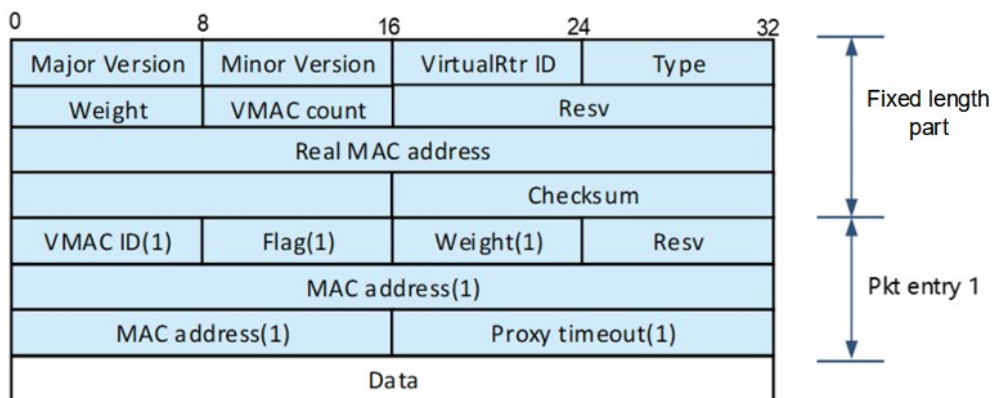 0 8 16 24 32
Major Version Minor Version VirtualRtr ID Type
Weight VMAC count Resv
Fixed length
part
Real MAC address
Checksum
VMAC ID(1) Flag(1) Weight(1) Resv
MAC address(1)
Pkt entry 1
MAC address(1) Proxy timeout(1)
Data